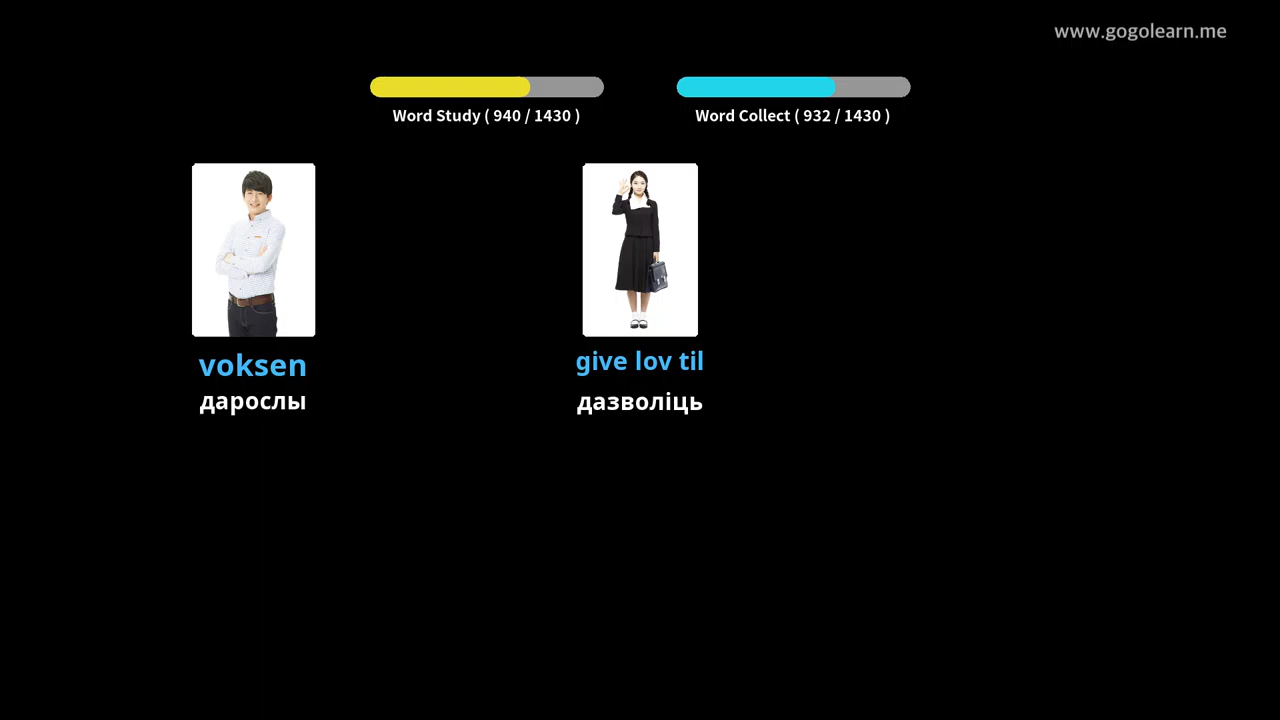 www.gogolearn.me
Word Study ( 940 / 1430 )
Word Collect ( 932 / 1430 )
voksen
дарослы
give lov til
дазволіць